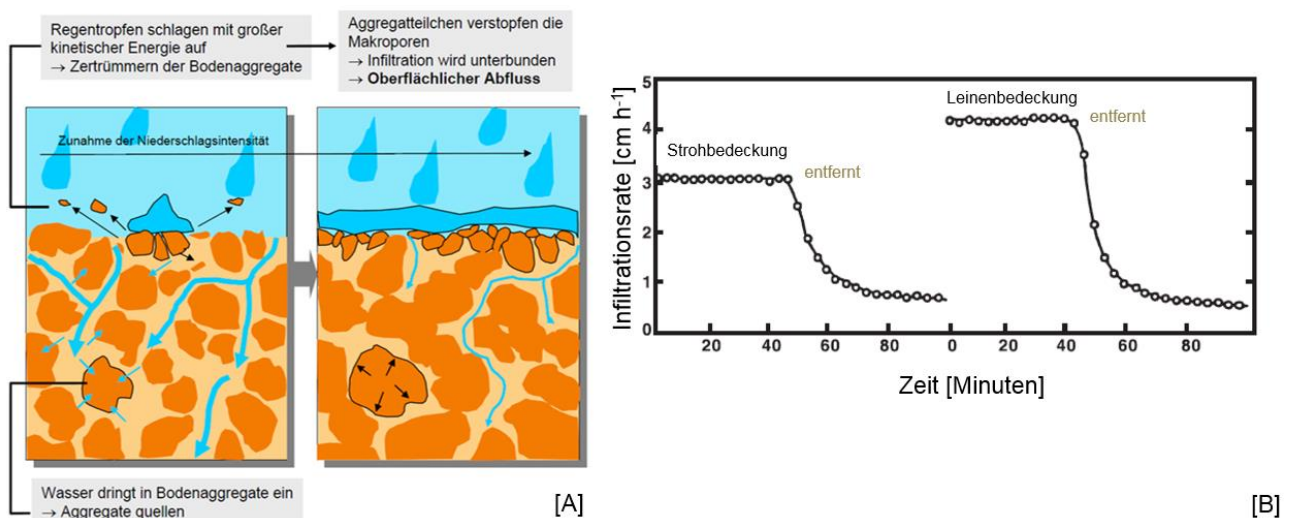 Regentropfen schlagen mit großer
kinetischer Energie auf
→ Zertrümmern der Bodenaggregate
Aggregatteilchen verstopfen die
Makroporen
→ Infiltration wird unterbunden
→ Oberflächlicher Abfluss
Zunahme der Niederschlagsintensität
Wasser dringt in Bodenaggregate ein
→ Aggregate quellen
[A]
Infiltrationsrate [cm h⁻¹]
5
4
3
2
1
0
Strohbedeckung
entfernt
Leinenbedeckung
entfernt
20 40 60 80 0 20 40 60 80
Zeit [Minuten]
[B]